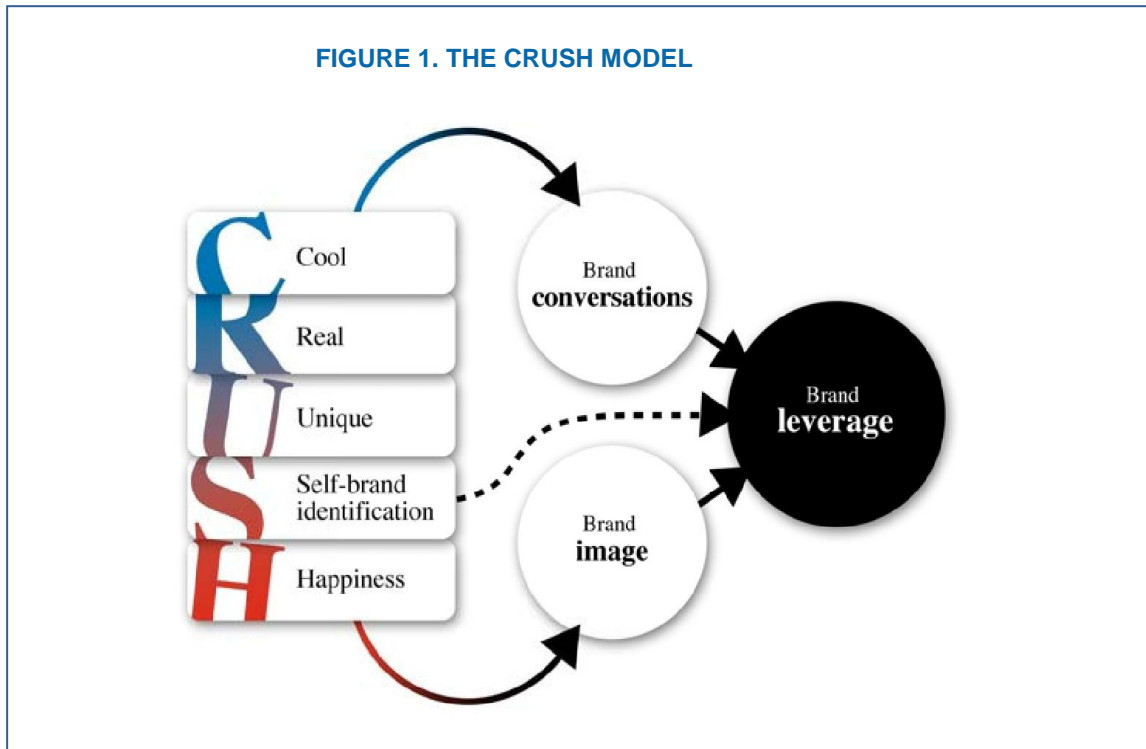 FIGURE 1. THE CRUSH MODEL
C Cool
R Real
U Unique
S Self-brand
identification
H Happiness
Brand
conversations
Brand
image
Brand
leverage